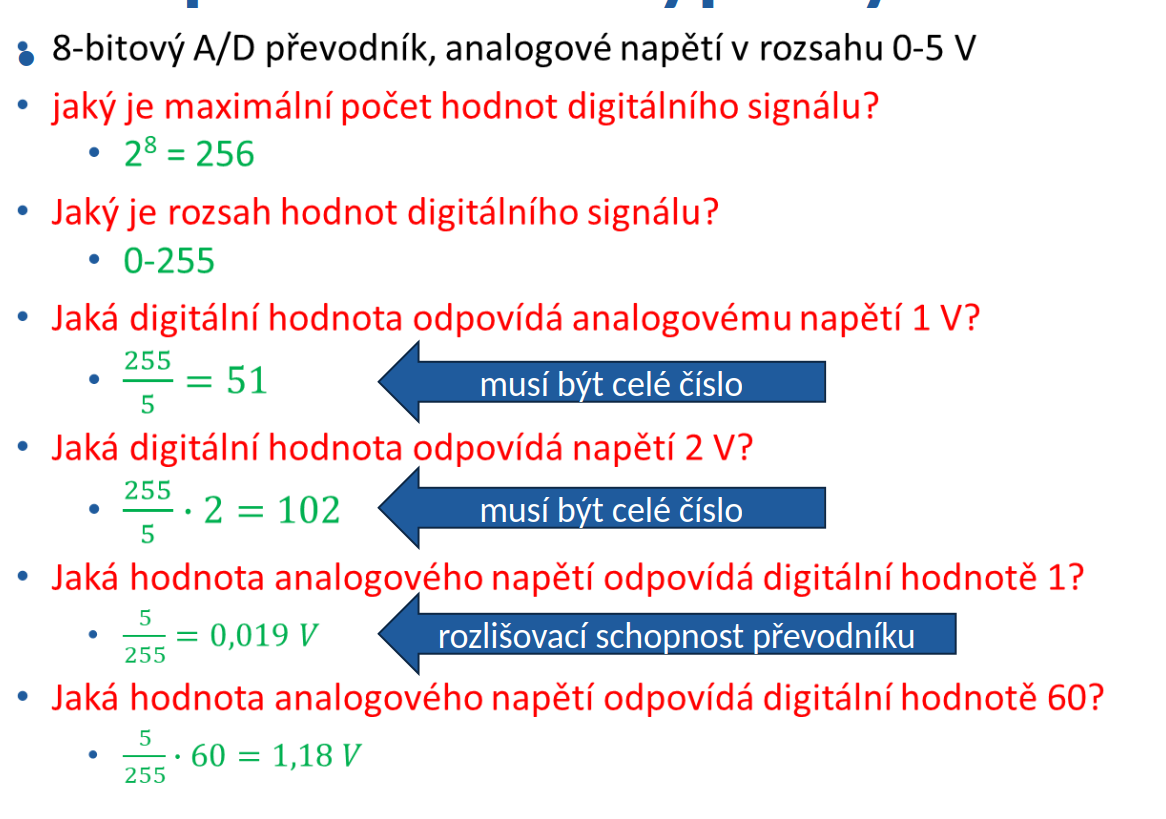 • 8-bitový A/D převodník, analogové napětí v rozsahu 0-5 V
• jaký je maximální počet hodnot digitálního signálu?
• 2⁸ = 256
• Jaký je rozsah hodnot digitálního signálu?
• 0-255
• Jaká digitální hodnota odpovídá analogovému napětí 1 V?
• 255/5 = 51 musí být celé číslo
• Jaká digitální hodnota odpovídá napětí 2 V?
• 255/5 · 2 = 102 musí být celé číslo
• Jaká hodnota analogového napětí odpovídá digitální hodnotě 1?
• 5/255 = 0,019 V rozlišovací schopnost převodníku
• Jaká hodnota analogového napětí odpovídá digitální hodnotě 60?
• 5/255 · 60 = 1,18 V